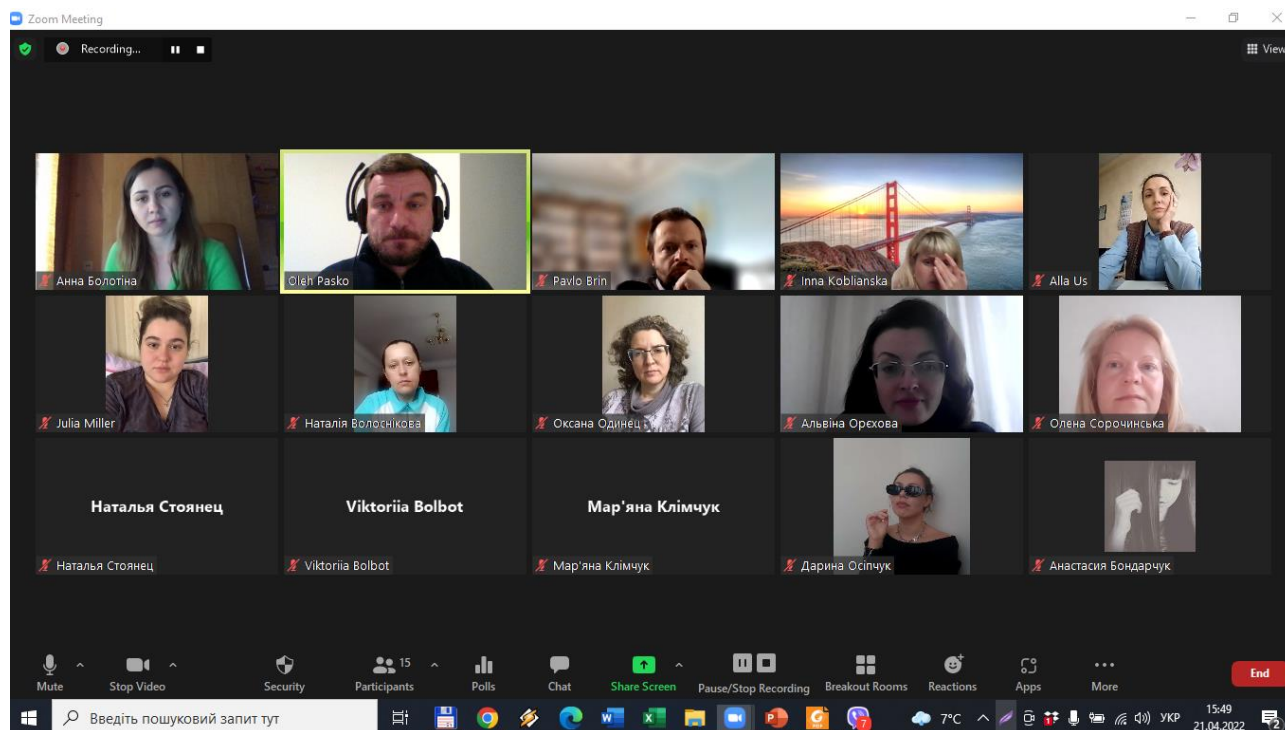 Zoom Meeting
Recording...
View
Анна Болотіна
Oleh Pasko
Pavlo Brin
Inna Koblianska
Alla Us
Julia Miller
Наталія Волоснікова
Оксана Одинец
Альвіна Орєхова
Олена Сорочинська
Наталья Стоянец
Viktoriia Bolbot
Мар'яна Клімчук
Наталья Стоянец
Viktoriia Bolbot
Мар'яна Клімчук
Дарина Осіпчук
Анастасия Бондарчук
Mute
Stop Video
Security
15
Participants
Polls
Chat
Share Screen
Pause/Stop Recording
Breakout Rooms
Reactions
Apps
More
End
Введіть пошуковий запит тут
7°C
УКР
15:49
21.04.2022
2